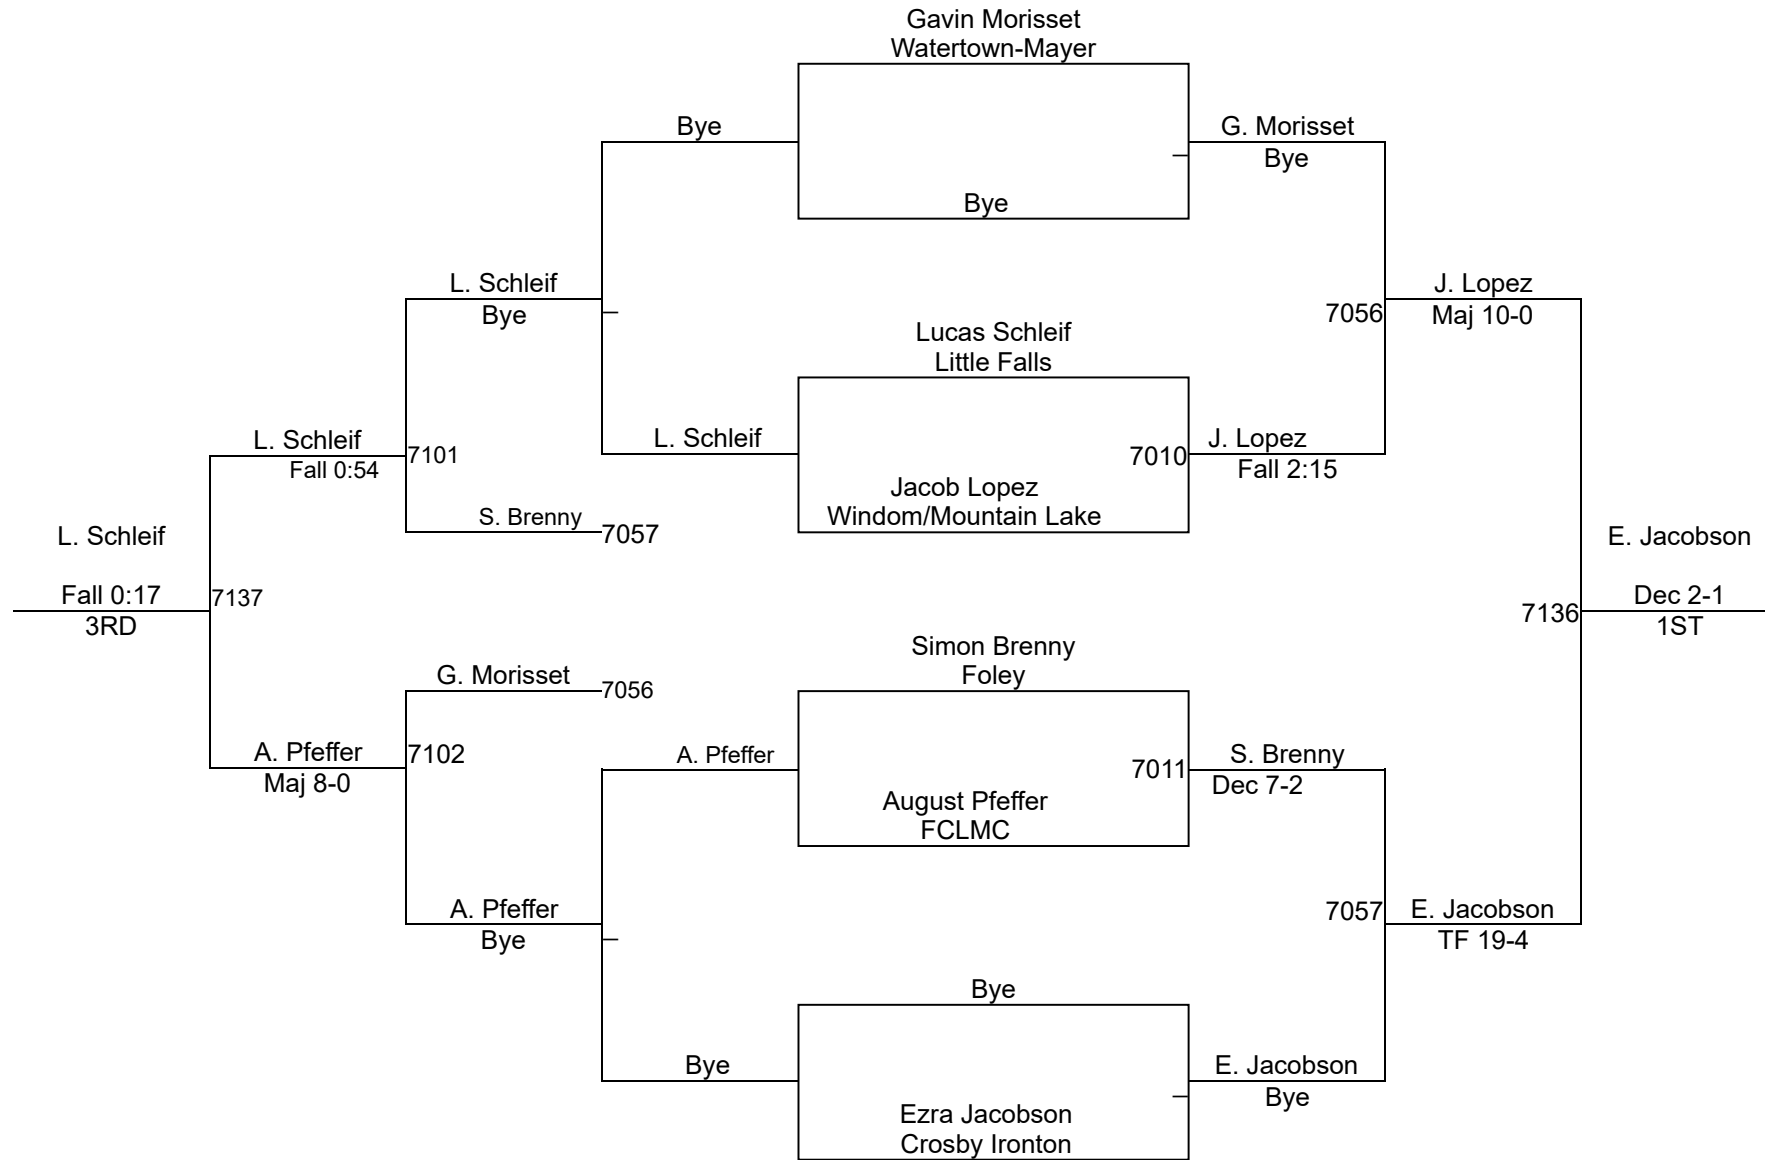 Gavin Morisset
Watertown-Mayer
Bye
G. Morisset
Bye
Bye
L. Schleif
Bye
J. Lopez
Maj 10-0
7056
Lucas Schleif
Little Falls
L. Schleif
Fall 0:54
7101
L. Schleif
7010
J. Lopez
Fall 2:15
Jacob Lopez
Windom/Mountain Lake
S. Brenny
7057
L. Schleif
Fall 0:17
3RD
7137
E. Jacobson
Dec 2-1
1ST
7136
Simon Brenny
Foley
G. Morisset
7056
A. Pfeffer
Maj 8-0
7102
A. Pfeffer
7011
S. Brenny
Dec 7-2
August Pfeffer
FCLMC
A. Pfeffer
Bye
7057
E. Jacobson
TF 19-4
Bye
Bye
E. Jacobson
Bye
Ezra Jacobson
Crosby Ironton